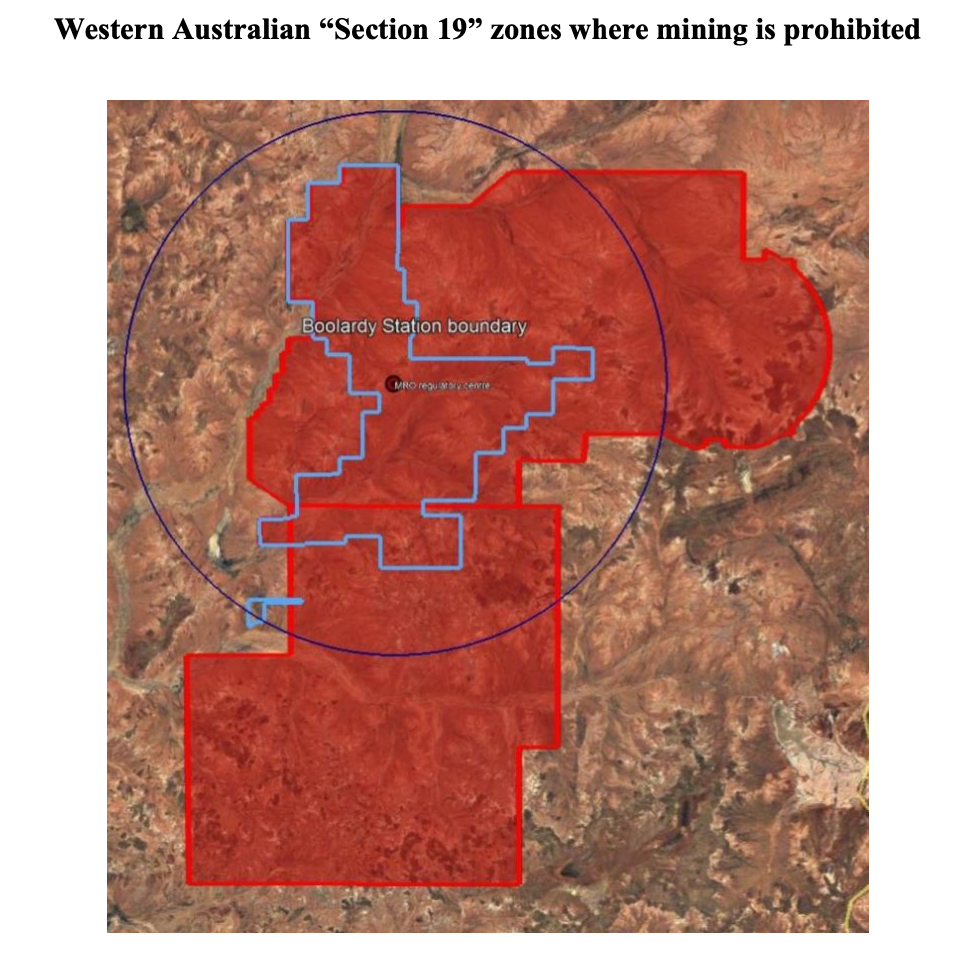 Western Australian “Section 19” zones where mining is prohibited
Boolardy Station boundary
MRO regulatory centre